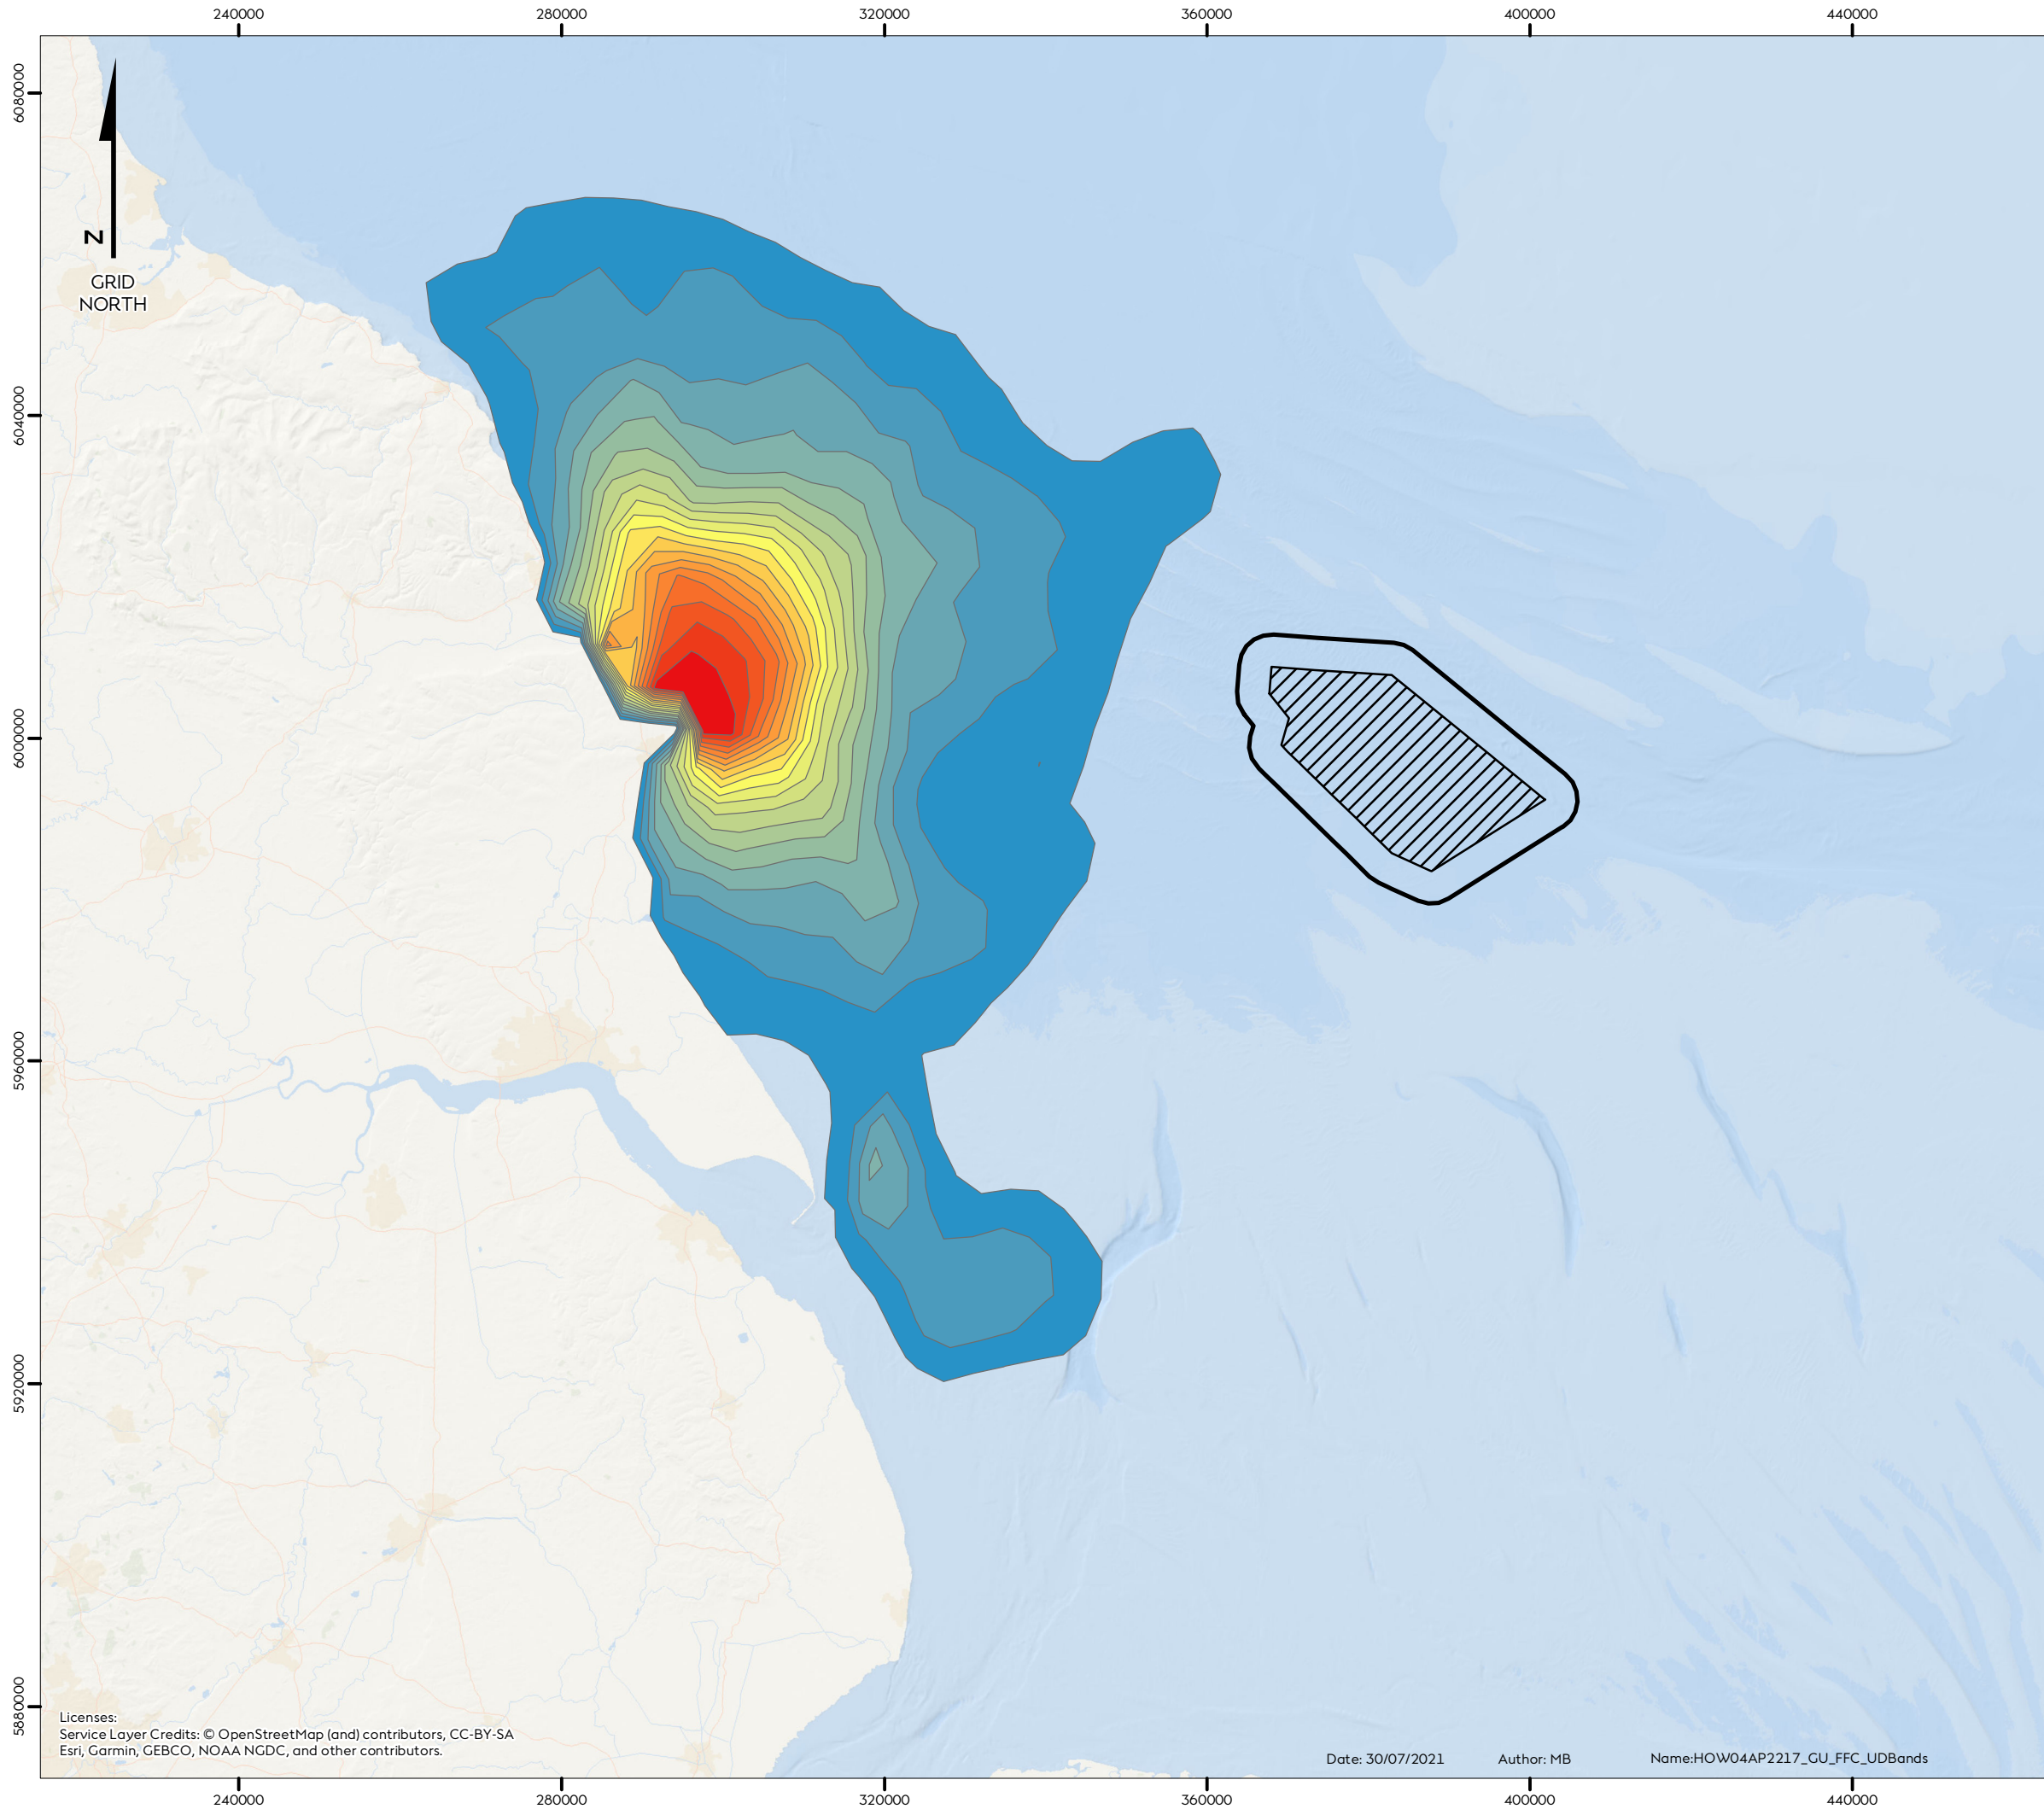 240000 280000 320000 360000 400000 440000
6080000
6040000
6000000
5960000
5920000
5880000
N
GRID
NORTH
Licenses:
Service Layer Credits: © OpenStreetMap (and) contributors, CC-BY-SA
Esri, Garmin, GEBCO, NOAA NGDC, and other contributors.
Date: 30/07/2021 Author: MB Name:HOW04AP2217_GU_FFC_UDBands
240000 280000 320000 360000 400000 440000